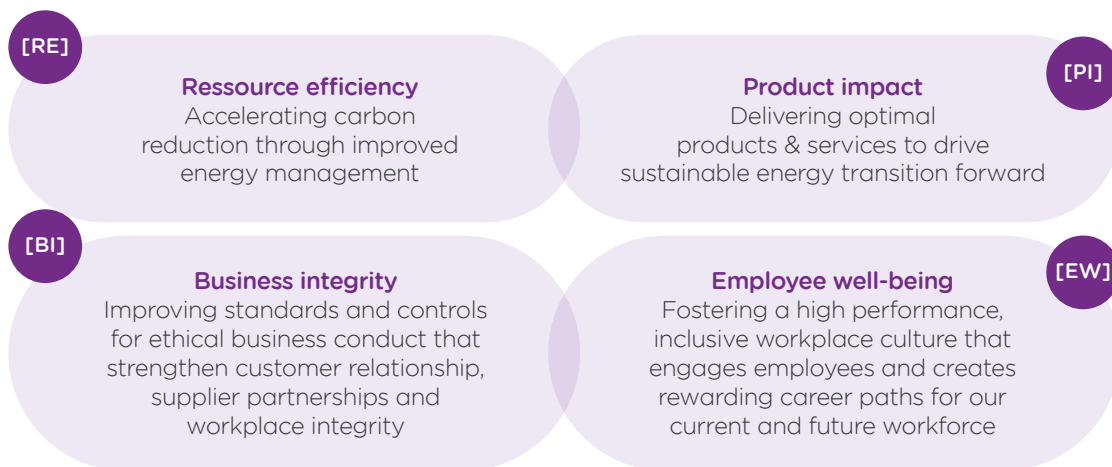 [RE]
Ressource efficiency
Accelerating carbon
reduction through improved
energy management
[PI]
Product impact
Delivering optimal
products & services to drive
sustainable energy transition forward
[BI]
Business integrity
Improving standards and controls
for ethical business conduct that
strengthen customer relationship,
supplier partnerships and
workplace integrity
[EW]
Employee well-being
Fostering a high performance,
inclusive workplace culture that
engages employees and creates
rewarding career paths for our
current and future workforce